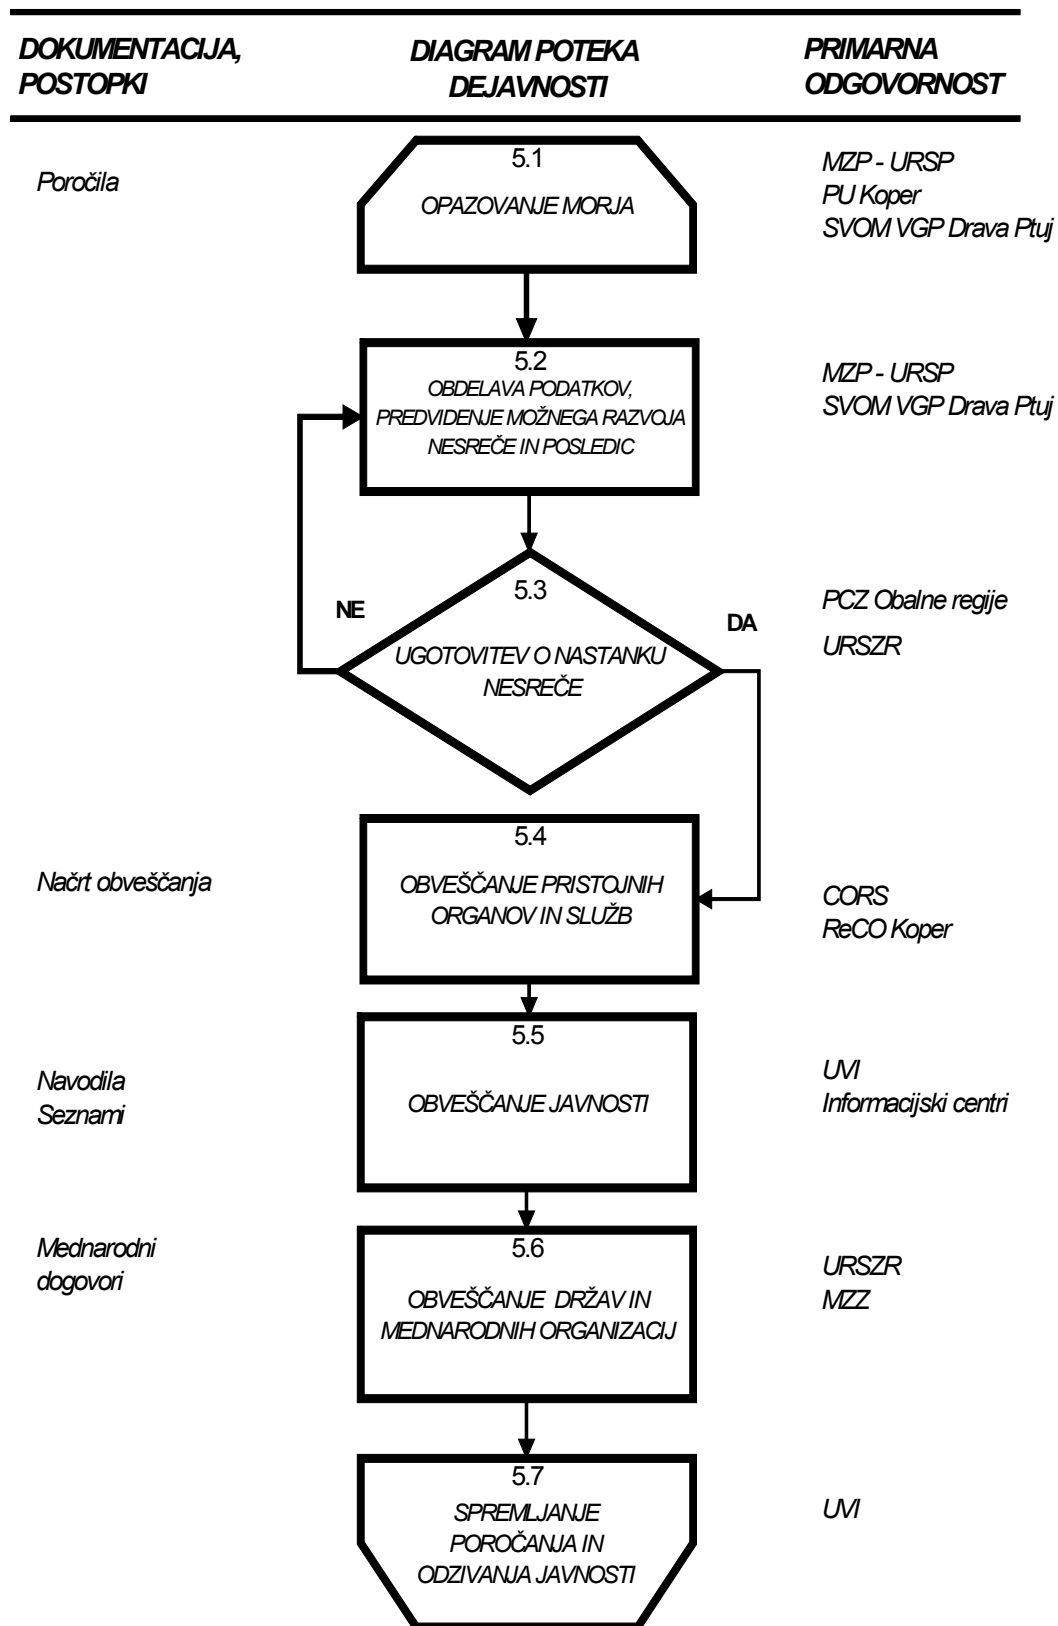 DOKUMENTACIJA,
POSTOPKI
DIAGRAM POTEKA
DEJAVNOSTI
PRIMARNA
ODGOVORNOST
Poročila
5.1
OPAZOVANJE MORJA
MZP - URSP
PU Koper
SVOM VGP Drava Ptuj
5.2
OBDELAVA PODATKOV,
PREDVIDENJE MOŽNEGA RAZVOJA
NESREČE IN POSLEDIC
MZP - URSP
SVOM VGP Drava Ptuj
NE
5.3
UGOTOVITEV O NASTANKU
NESREČE
DA
PCZ Obalne regije
URSZR
Načrt obveščanja
5.4
OBVEŠČANJE PRISTOJNIH
ORGANOV IN SLUŽB
CORS
ReCO Koper
Navodila
Seznami
5.5
OBVEŠČANJE JAVNOSTI
UVI
Informacijski centri
Mednarodni
dogovori
5.6
OBVEŠČANJE DRŽAV IN
MEDNARODNIH ORGANIZACIJ
URSZR
MZZ
5.7
SPREMLJANJE
POROČANJA IN
ODZIVANJA JAVNOSTI
UVI